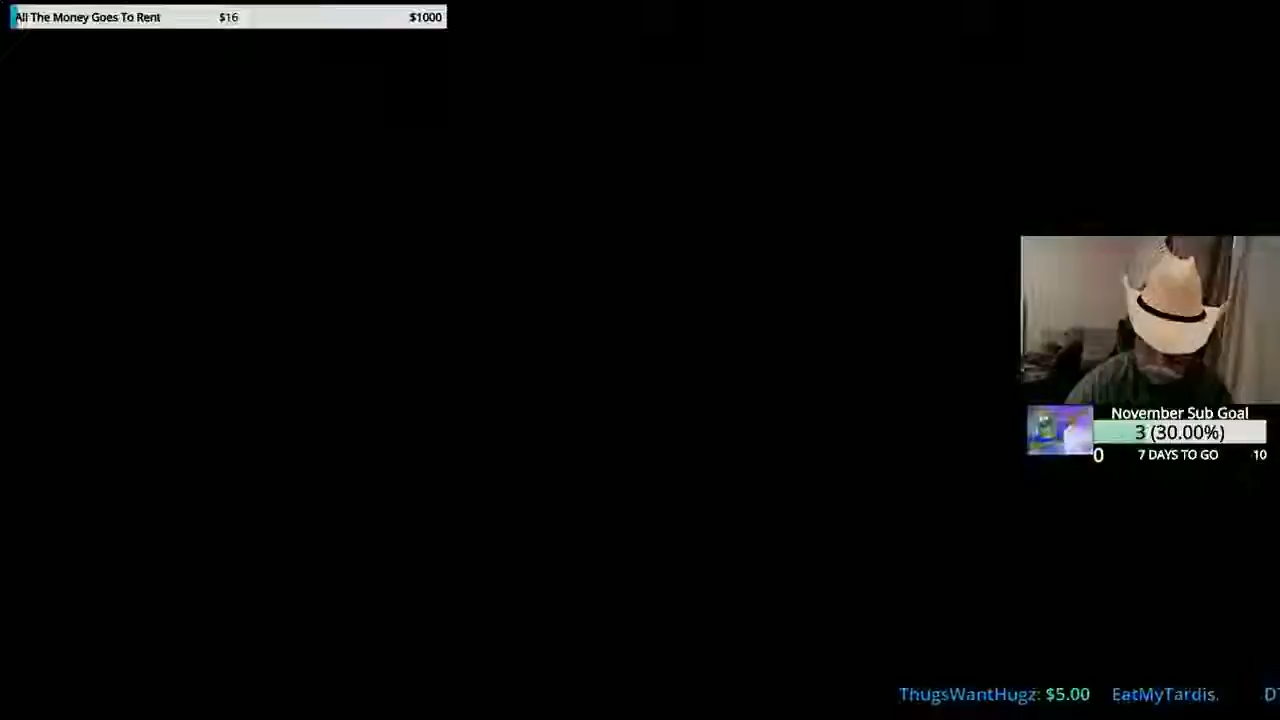 All The Money Goes To Rent $16 $1000
November Sub Goal
3 (30.00%)
0 7 DAYS TO GO 10
ThugsWantHugz: $5.00 EatMyTardis.